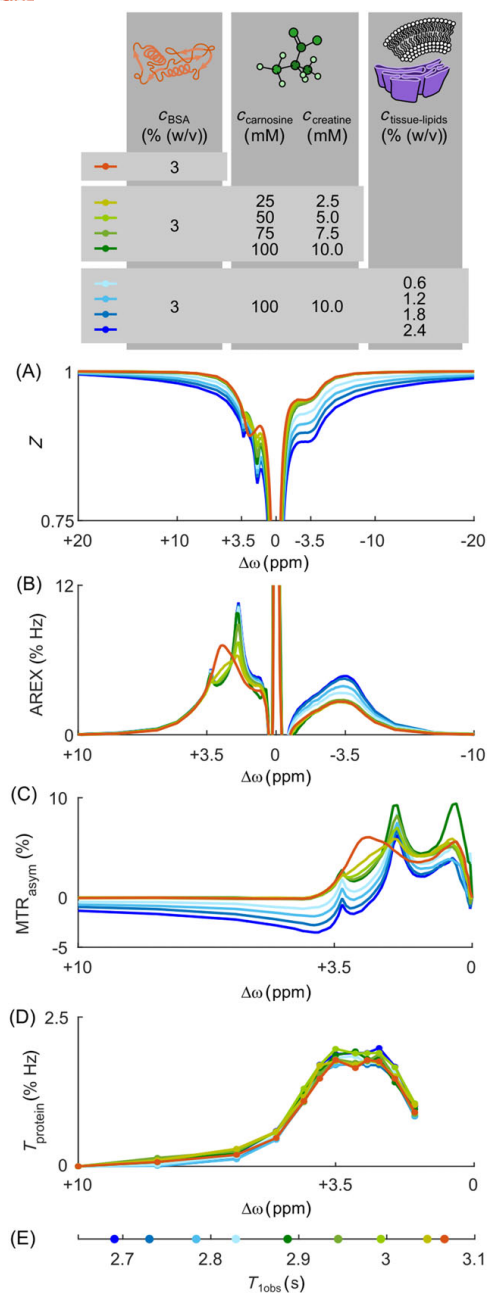 c_BSA c_carnosine c_creatine c_tissue-lipids
(% (w/v)) (mM) (mM) (% (w/v))
3
25 2.5
50 5.0
3
75 7.5
100 10.0
0.6
1.2
3 100 10.0
1.8
2.4
(A)
1
Z
0.75
+20 +10 +3.5 0 -3.5 -10 -20
Δω (ppm)
(B)
12
AREX (% Hz)
0
+10 +3.5 0 -3.5 -10
Δω (ppm)
(C)
10
MTR_asym (%)
0
-5
+10 +3.5 0
Δω (ppm)
(D)
2.5
T_protein (% Hz)
0
+10 +3.5 0
Δω (ppm)
(E)
2.7 2.8 2.9 3 3.1
T_1obs (s)